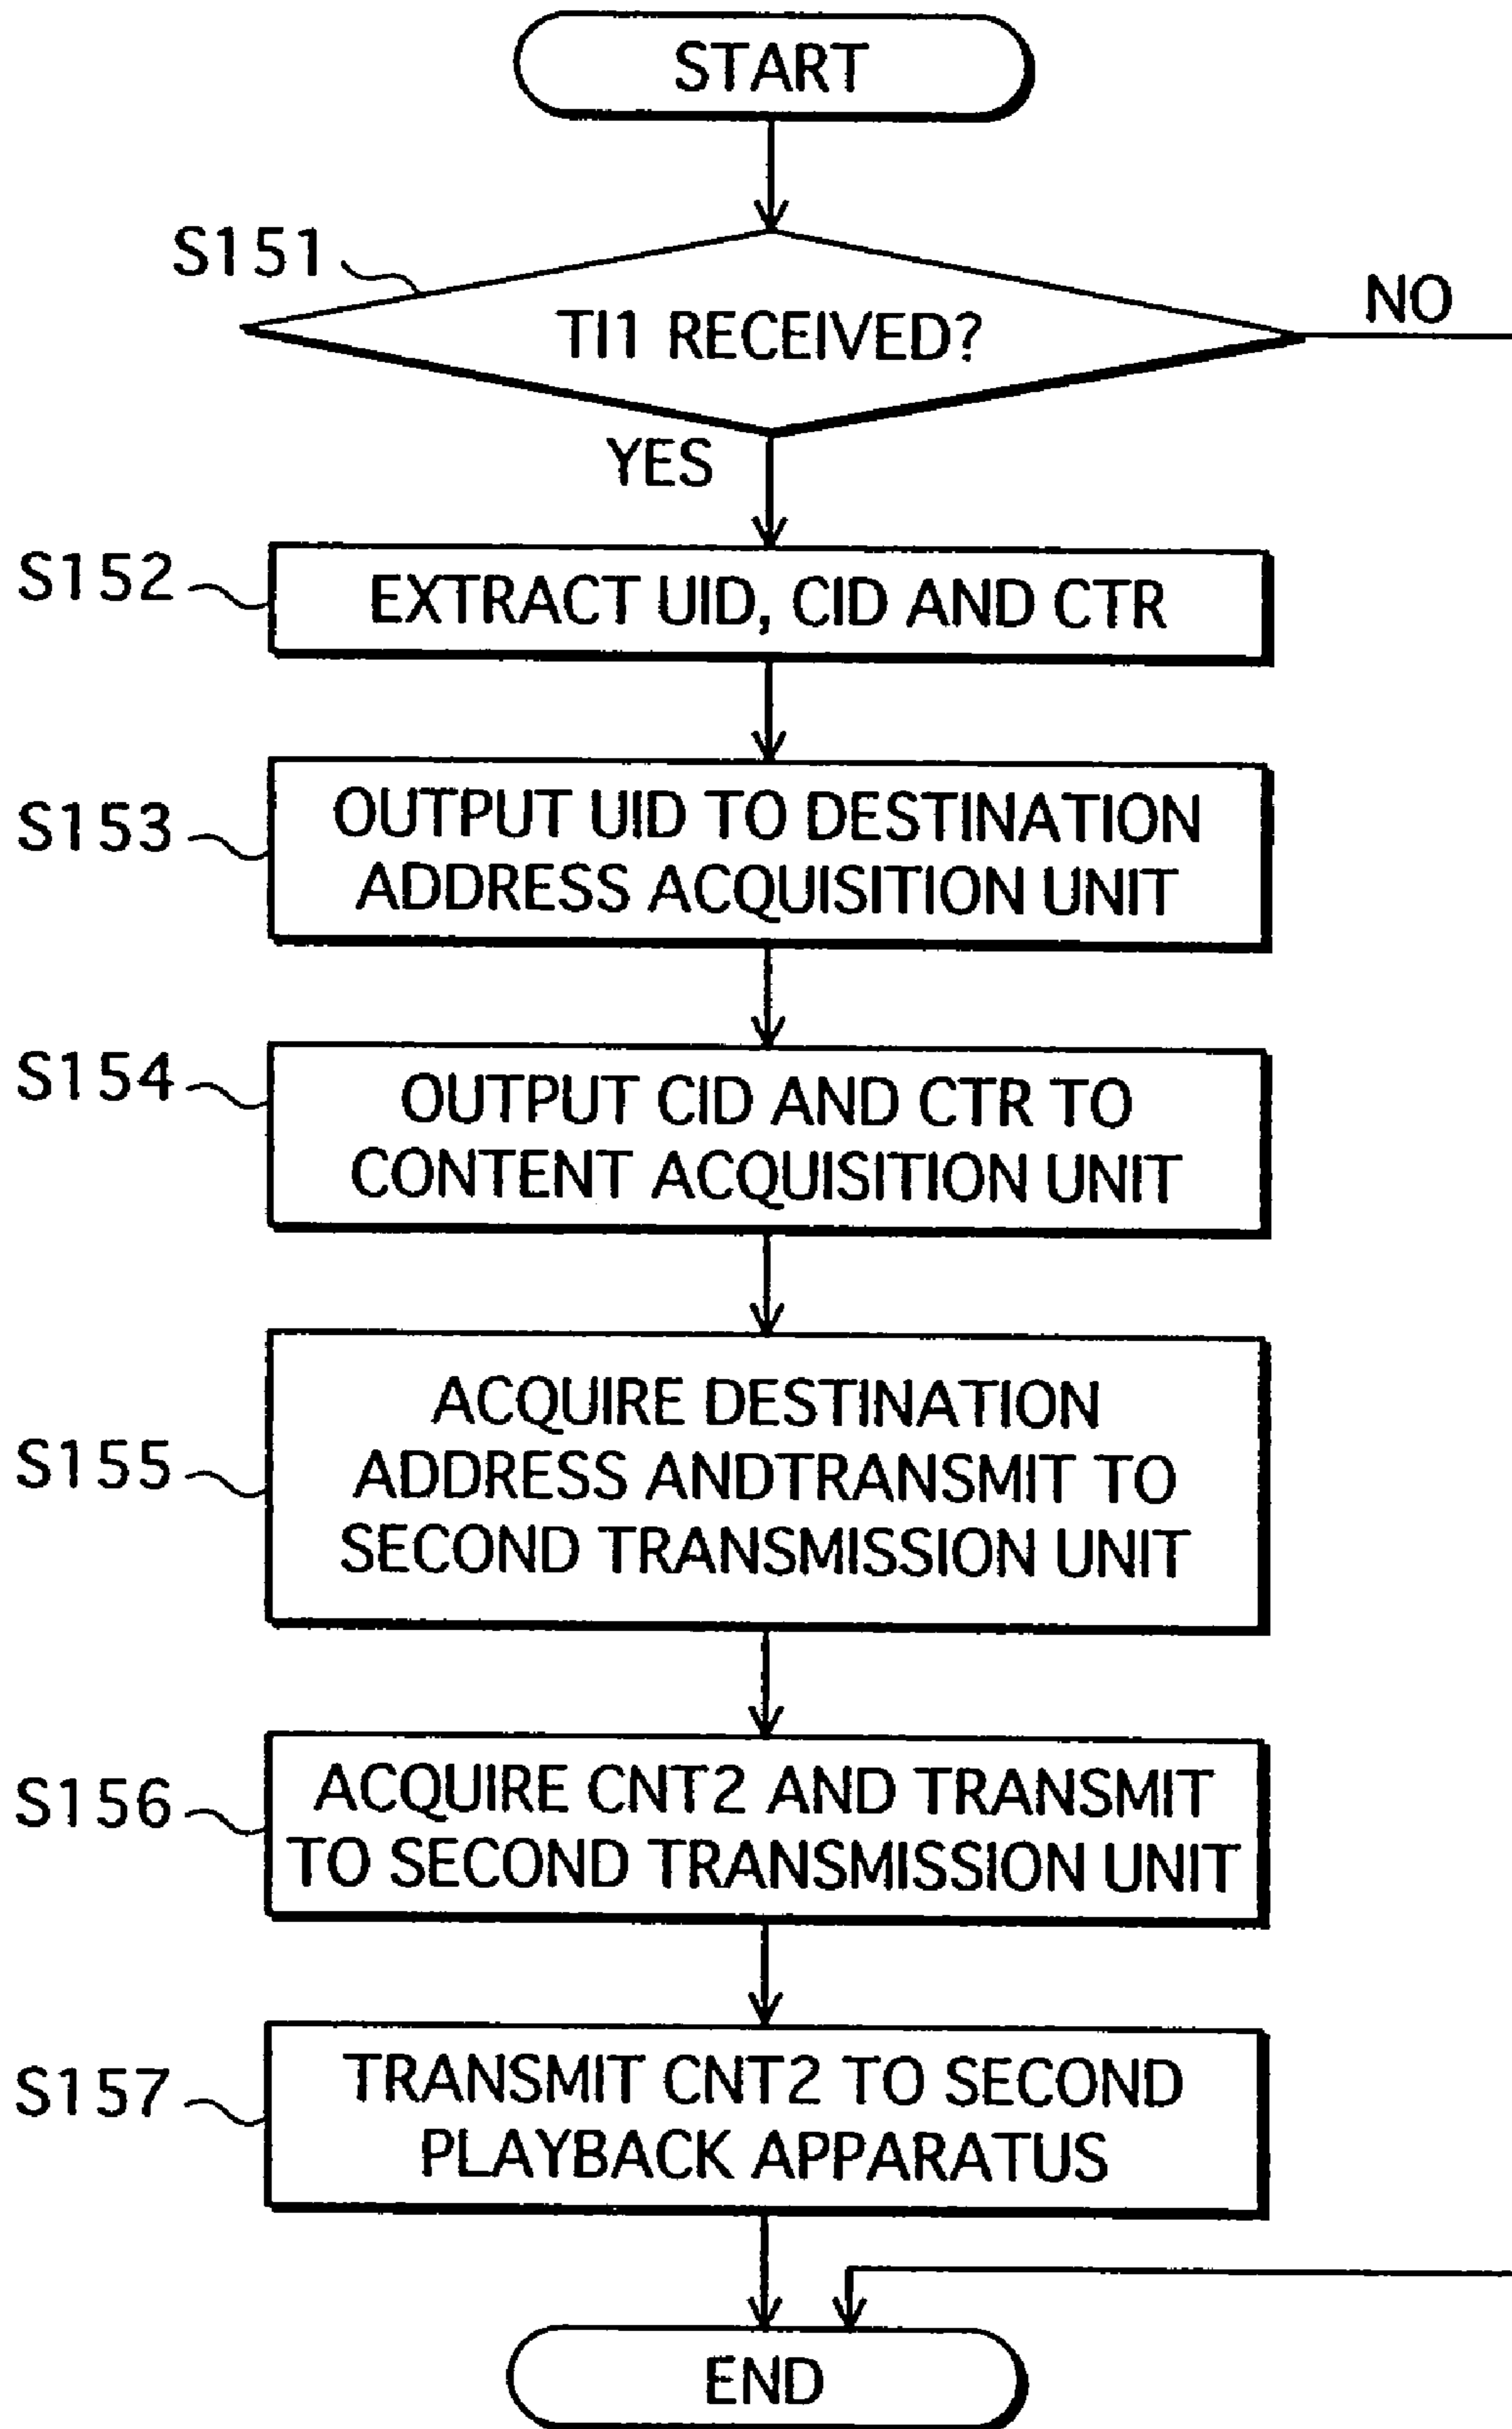 START
S151
TI1 RECEIVED?
NO
YES
S152
EXTRACT UID, CID AND CTR
S153
OUTPUT UID TO DESTINATION
ADDRESS ACQUISITION UNIT
S154
OUTPUT CID AND CTR TO
CONTENT ACQUISITION UNIT
S155
ACQUIRE DESTINATION
ADDRESS ANDTRANSMIT TO
SECOND TRANSMISSION UNIT
S156
ACQUIRE CNT2 AND TRANSMIT
TO SECOND TRANSMISSION UNIT
S157
TRANSMIT CNT2 TO SECOND
PLAYBACK APPARATUS
END